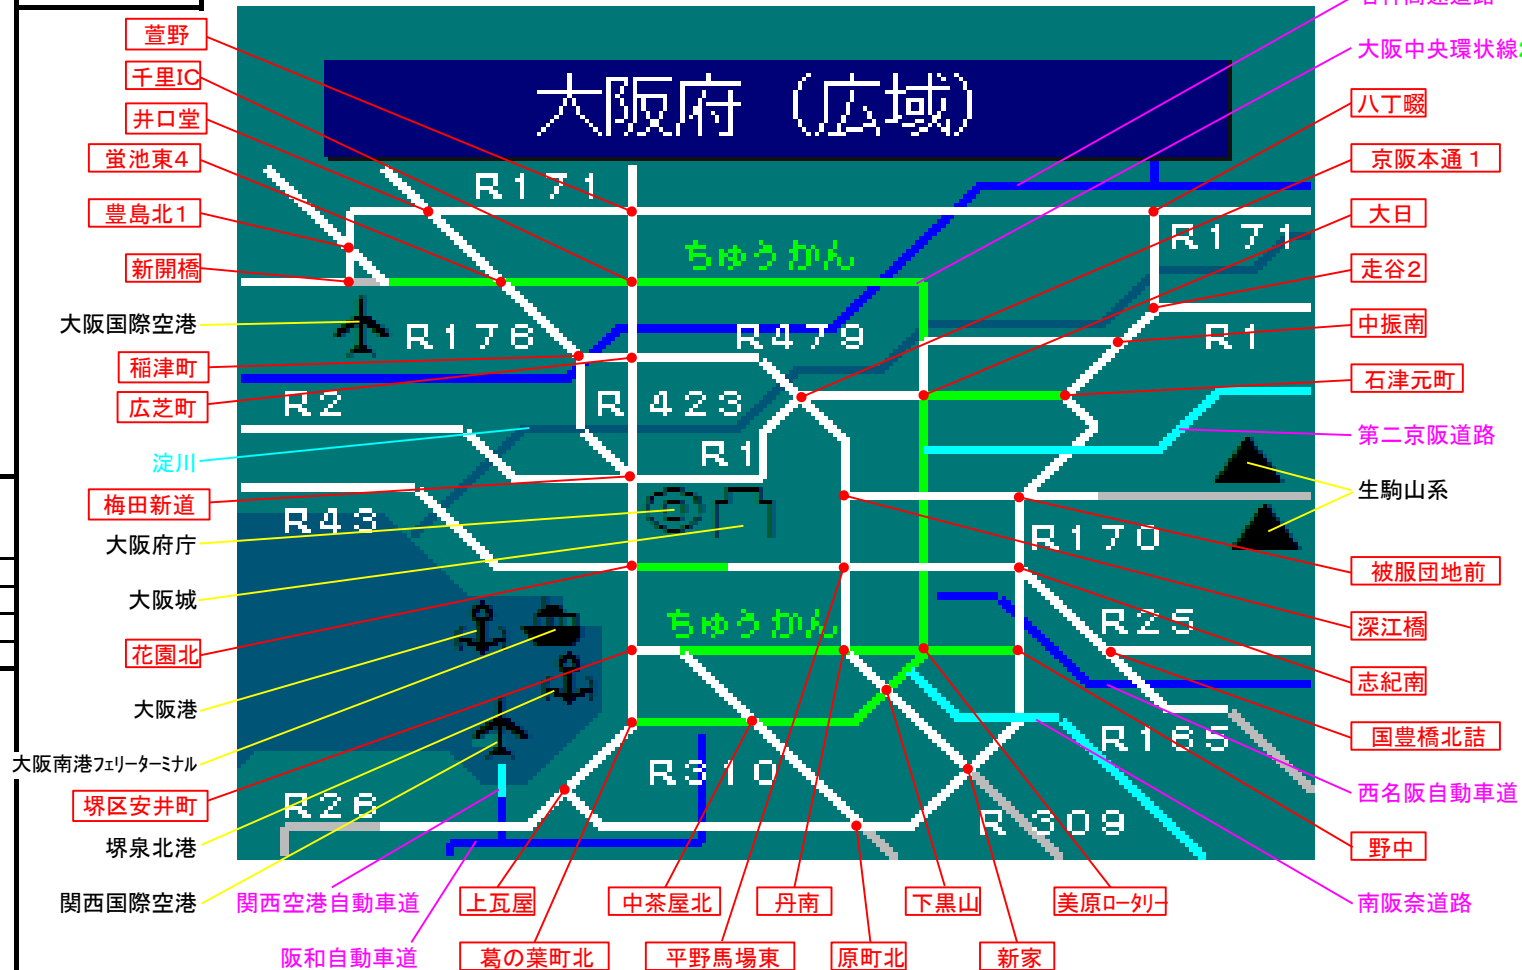 大阪中央環状線
萱野
千里IC
井口堂
蛍池東4
豊島北1
新開橋
大阪国際空港
稲津町
広芝町
淀川
梅田新道
大阪府庁
大阪城
花園北
大阪港
大阪南港フェリーターミナル
堺区安井町
堺泉北港
関西国際空港
大阪府（広域）
R171
ちゅうかん
R171
R176
R479
R1
R2
R423
R1
R43
R170
ちゅうかん
R25
R165
R310
R26
R309
八丁畷
京阪本通1
大日
走谷2
中振南
石津元町
第二京阪道路
生駒山系
被服団地前
深江橋
志紀南
国豊橋北詰
西名阪自動車道
野中
南阪奈道路
関西空港自動車道
上瓦屋
中茶屋北
丹南
下黒山
美原ロータリー
阪和自動車道
葛の葉町北
平野馬場東
原町北
新家